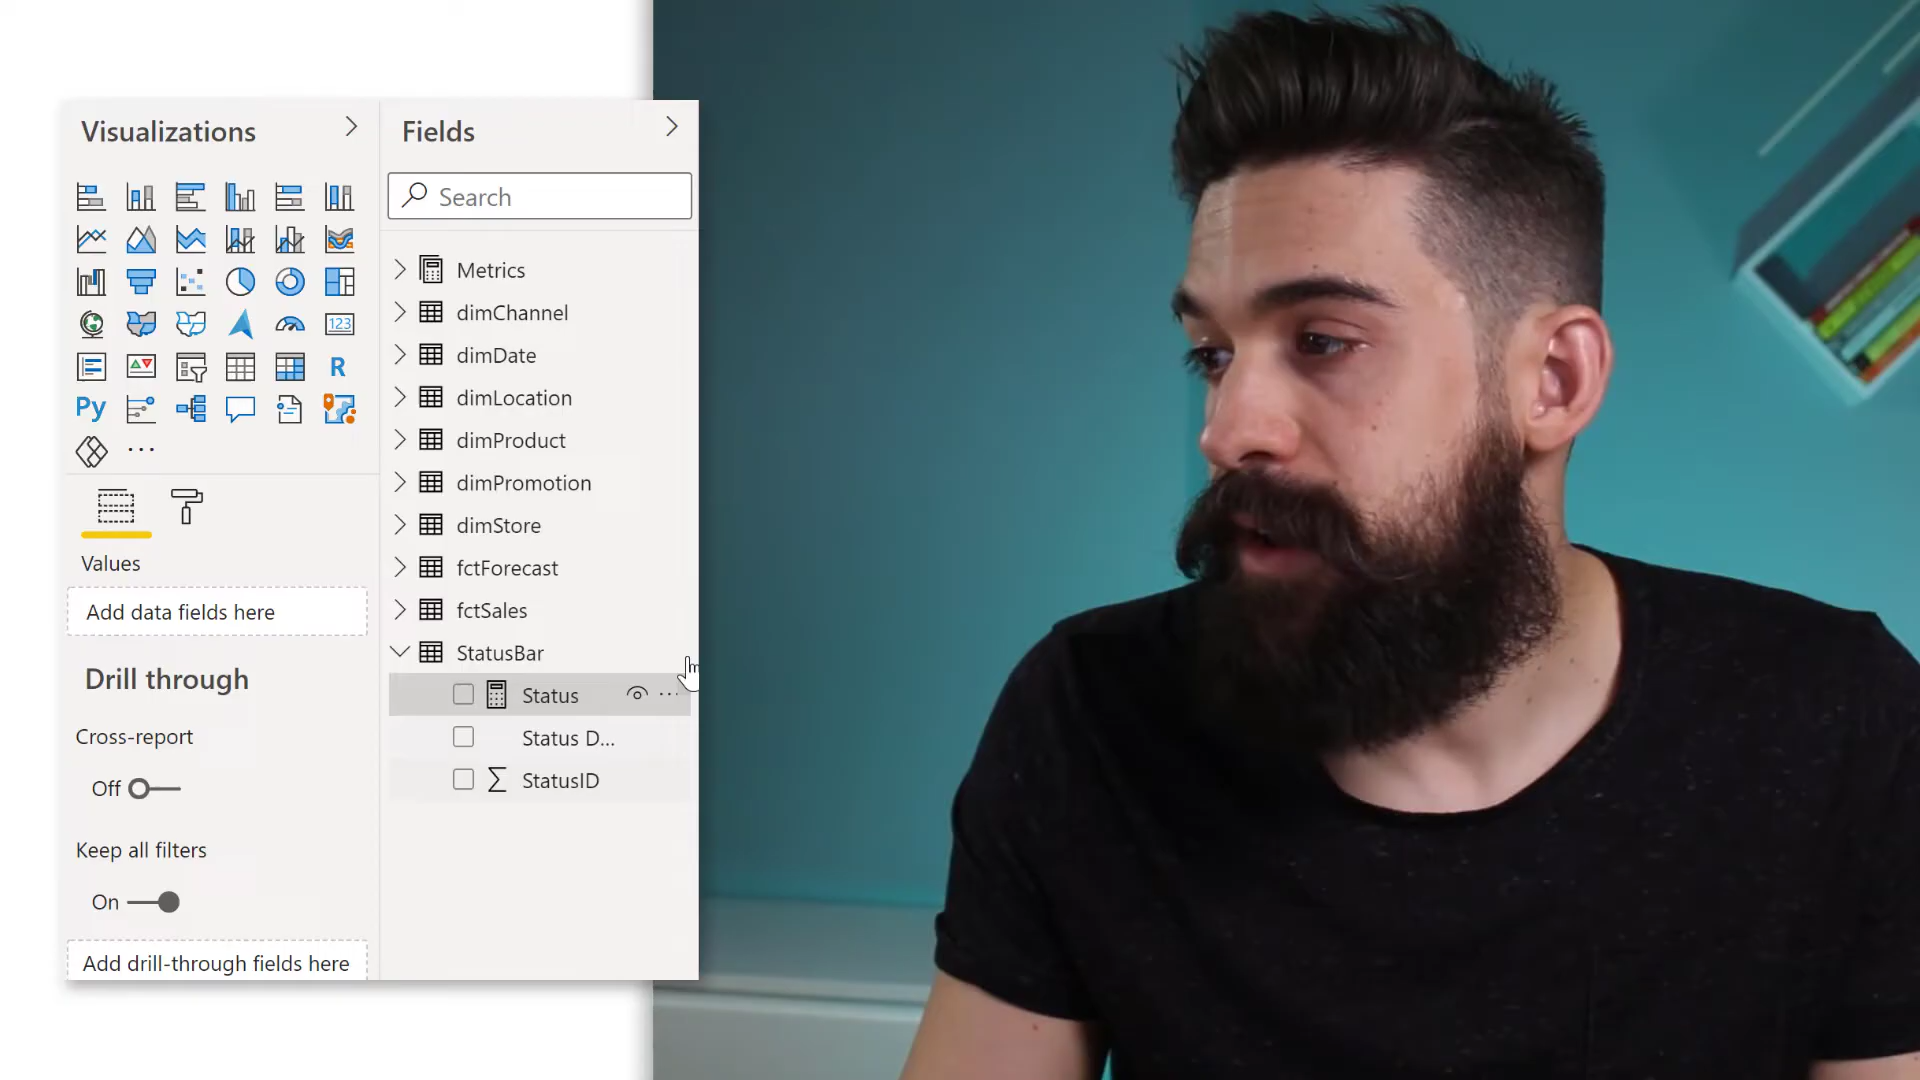 Visualizations
R
Py
123
Values
Add data fields here
Drill through
Cross-report
Off
Keep all filters
On
Add drill-through fields here
Fields
Search
Metrics
dimChannel
dimDate
dimLocation
dimProduct
dimPromotion
dimStore
fctForecast
fctSales
StatusBar
Status
Status D...
StatusID